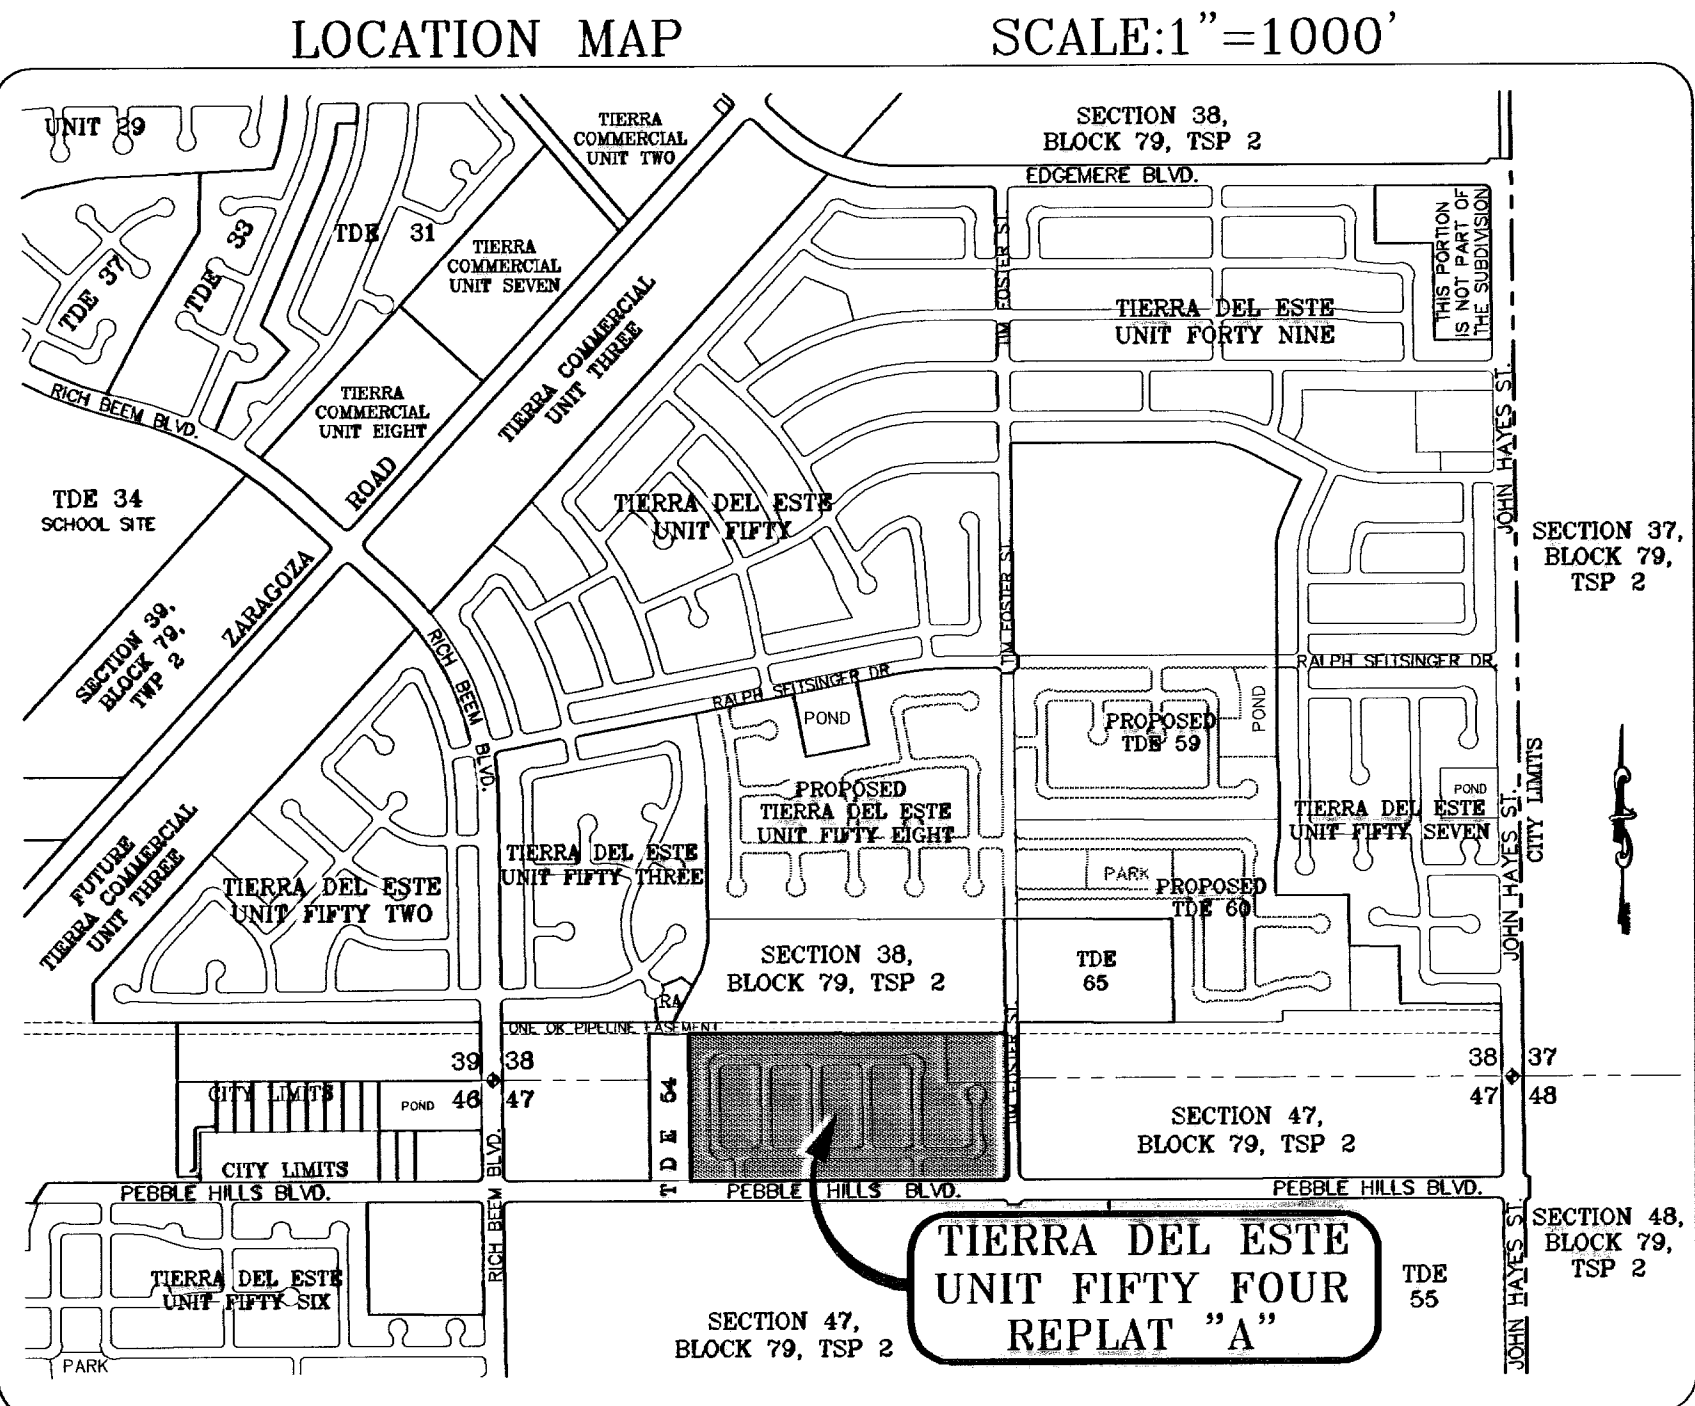 LOCATION MAP
SCALE:1"=1000'
UNIT 29
TIERRA
COMMERCIAL
UNIT TWO
SECTION 38,
BLOCK 79, TSP 2
EDGEMERE BLVD.
TDE 37
TDE 33
TDE 31
TIERRA
COMMERCIAL
UNIT SEVEN
TIERRA COMMERCIAL
UNIT THREE
TIM FOSTER ST.
THIS PORTION
IS NOT PART OF
THE SUBDIVISION
TIERRA DEL ESTE
UNIT FORTY NINE
RICH BEEM BLVD.
TIERRA
COMMERCIAL
UNIT EIGHT
JOHN HAYES ST.
TDE 34
SCHOOL SITE
ROAD
TIERRA DEL ESTE
UNIT FIFTY
SECTION 37,
BLOCK 79,
TSP 2
ZARAGOZA
SECTION 39,
BLOCK 79,
TWP 2
TIM FOSTER ST.
RICH BEEM BLVD.
RALPH SEITSINGER DR.
RALPH SEITSINGER DR.
POND
PROPOSED
TDE 59
POND
PROPOSED
TIERRA DEL ESTE
UNIT FIFTY EIGHT
POND
TIERRA DEL ESTE
UNIT FIFTY SEVEN
JOHN HAYES ST.
CITY LIMITS
FUTURE
TIERRA COMMERCIAL
UNIT THREE
TIERRA DEL ESTE
UNIT FIFTY THREE
TIERRA DEL ESTE
UNIT FIFTY TWO
PARK
PROPOSED
TDE 60
JOHN HAYES ST.
SECTION 38,
BLOCK 79, TSP 2
TDE
65
RA
ONE OK PIPELINE EASEMENT
TIM FOSTER ST.
39 38
46 47
38 37
47 48
CITY LIMITS
POND
TDE 54
SECTION 47,
BLOCK 79, TSP 2
CITY LIMITS
PEBBLE HILLS BLVD.
RICH BEEM BLVD.
PEBBLE HILLS BLVD.
PEBBLE HILLS BLVD.
TIERRA DEL ESTE
UNIT FIFTY FOUR
REPLAT "A"
SECTION 48,
BLOCK 79,
TSP 2
TDE
55
JOHN HAYES ST.
TIERRA DEL ESTE
UNIT FIFTY SIX
SECTION 47,
BLOCK 79, TSP 2
PARK